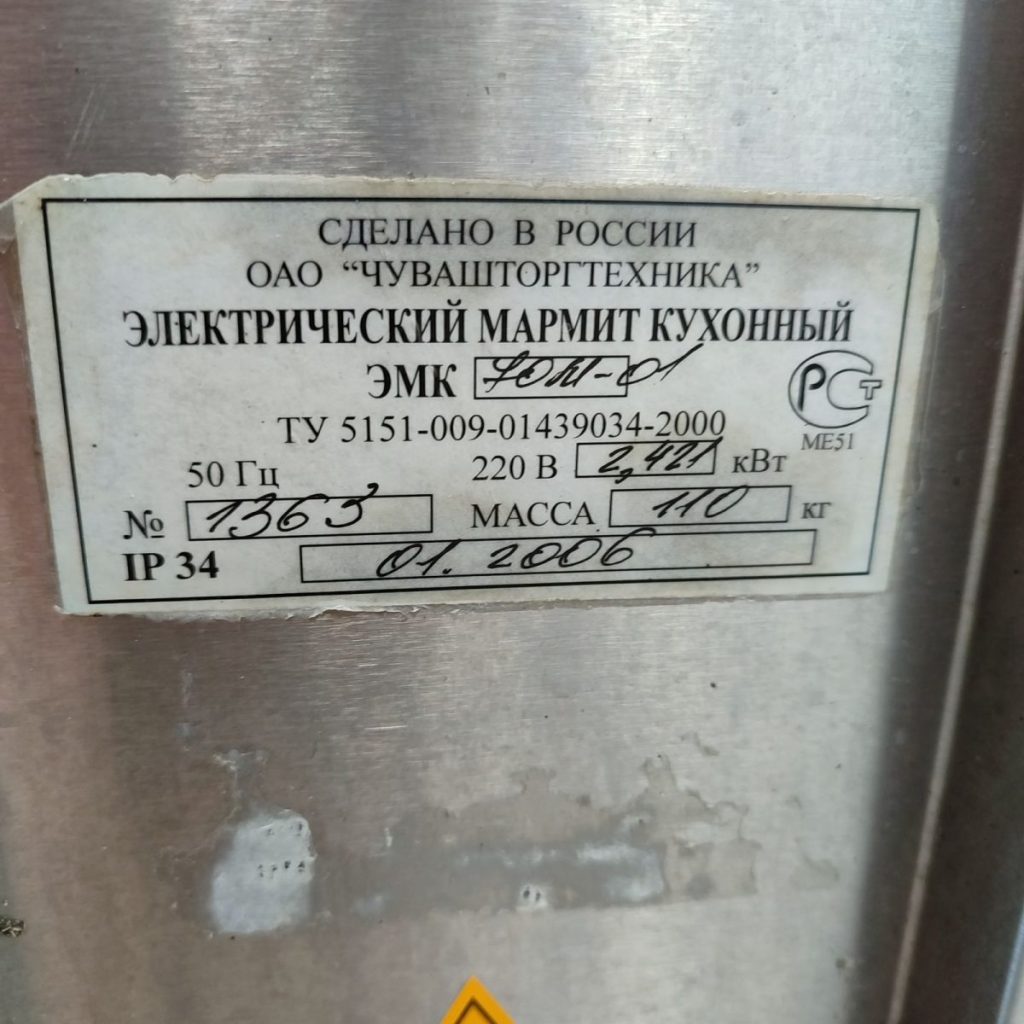 СДЕЛАНО В РОССИИ
ОАО “ЧУВАШТОРГТЕХНИКА”
ЭЛЕКТРИЧЕСКИЙ МАРМИТ КУХОННЫЙ
ЭМК 70М-01
РСТ
ТУ 5151-009-01439034-2000
МЕ51
50 Гц 220 В 2,421 кВт
№ 1363 МАССА 110 кг
IP 34 01.2006